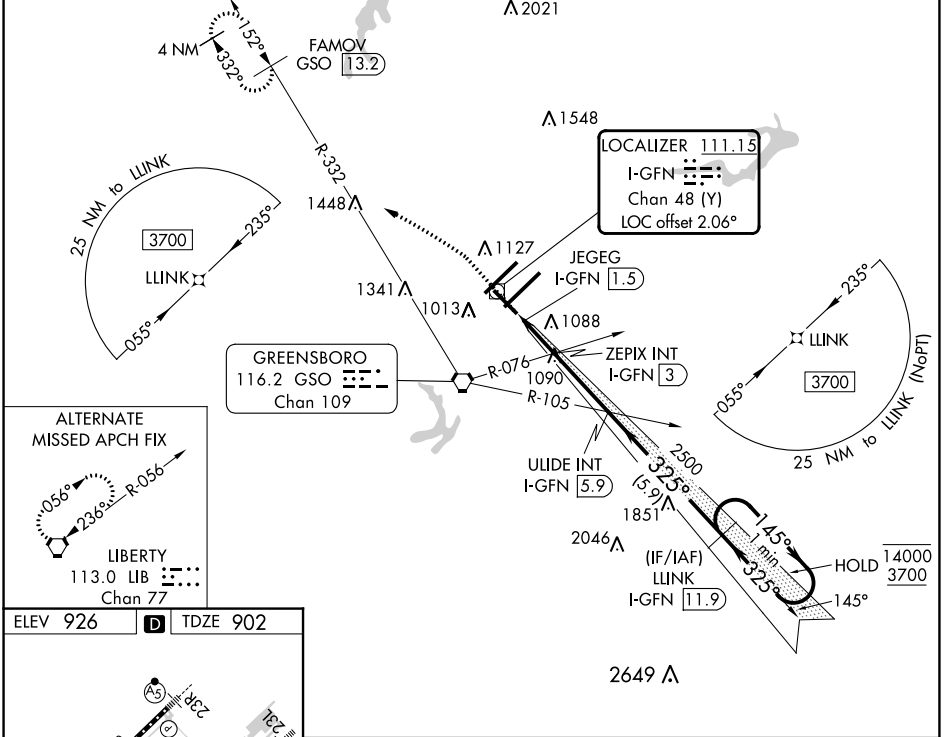 2021
4 NM
152°
332°
FAMOV
GSO 13.2
1548
LOCALIZER 111.15
I-GFN
Chan 48 (Y)
LOC offset 2.06°
R-332
25 NM to LLINK
235°
3700
LLINK
055°
1448
1127
JEGEG
I-GFN 1.5
1341
1013
1088
235°
LLINK
3700
055°
25 NM to LLINK (NoPT)
GREENSBORO
116.2 GSO
Chan 109
R-076
ZEPIX INT
I-GFN 3
1090
R-105
ALTERNATE
MISSED APCH FIX
056°
R-056
236°
LIBERTY
113.0 LIB
Chan 77
ULIDE INT
I-GFN 5.9
2500
325°
(5.9)
1851
2046
(IF/IAF)
LLINK
I-GFN 11.9
145°
1 min
325°
HOLD 14000
3700
145°
ELEV 926
D
TDZE 902
2649
A5
23R
P
23L